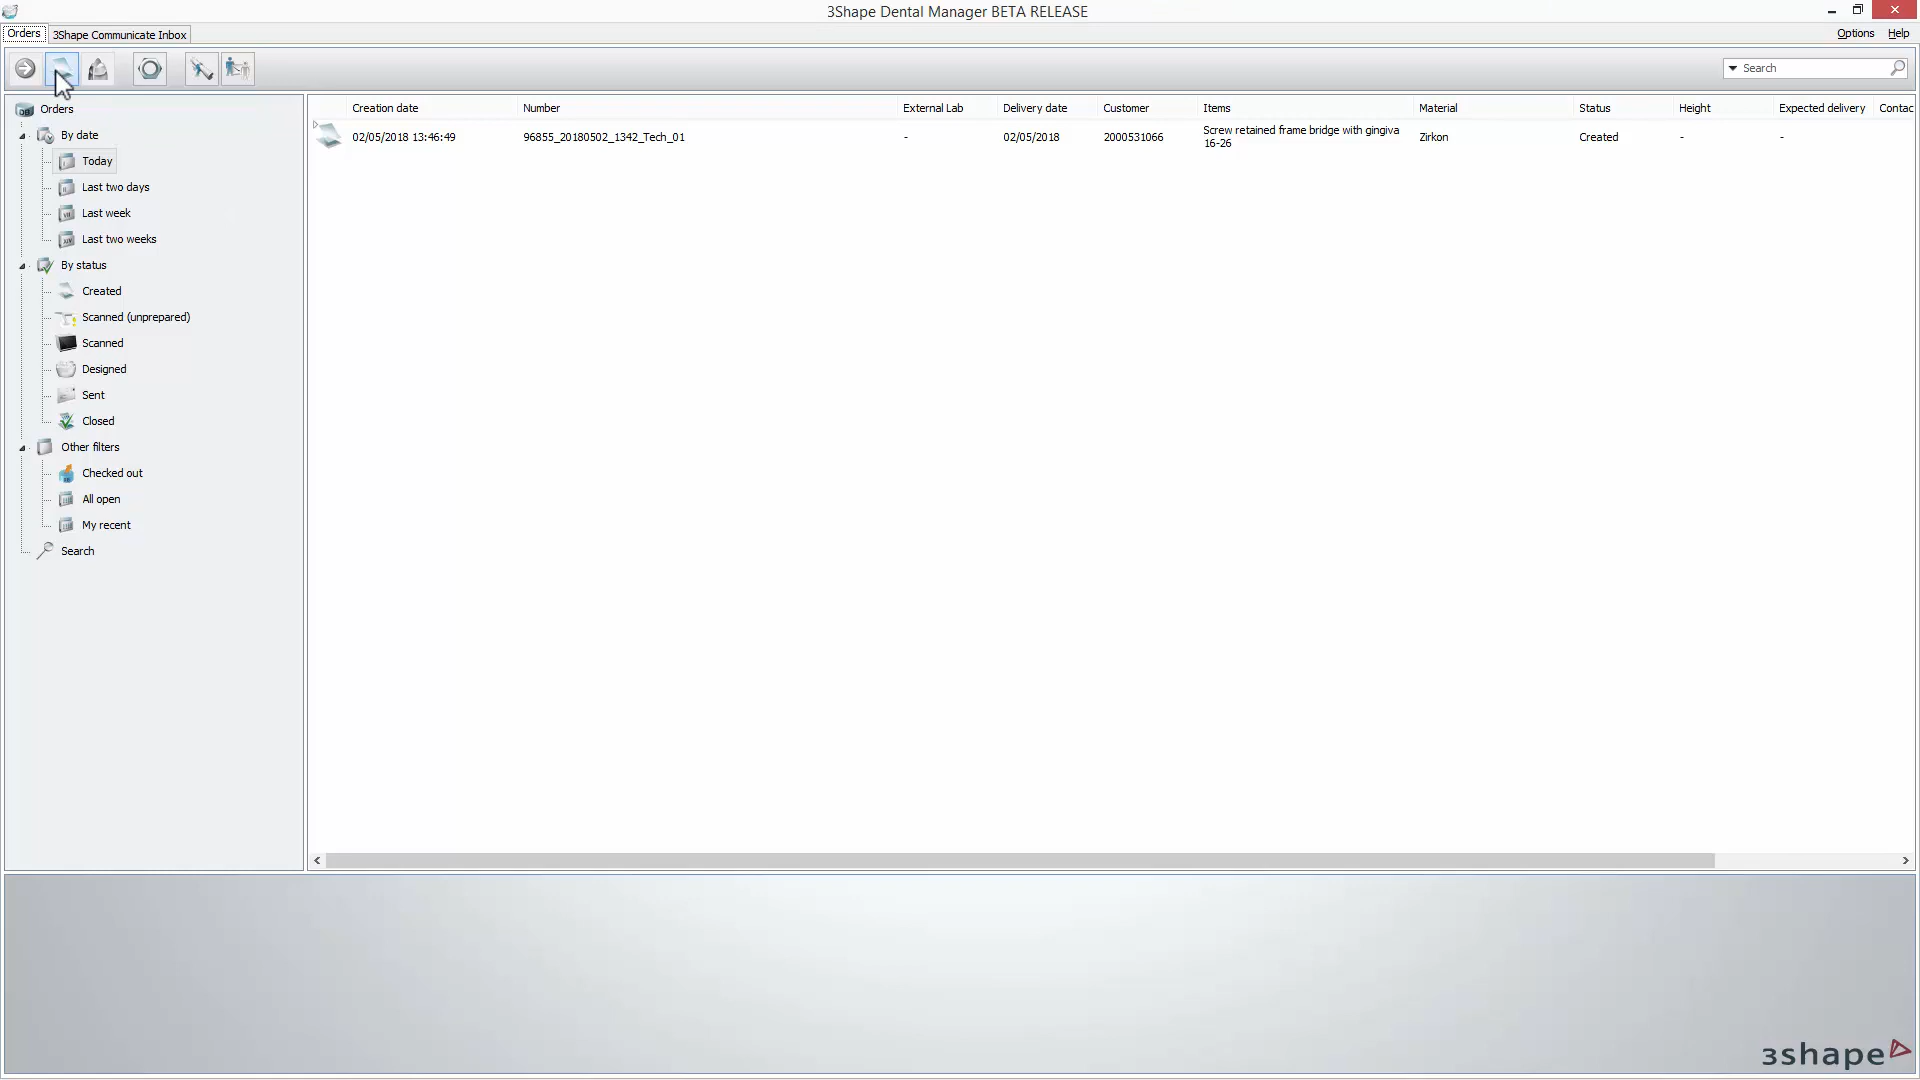 3Shape Dental Manager BETA RELEASE
Orders
3Shape Communicate Inbox
Options
Help
Search
Orders
By date
Today
Last two days
Last week
Last two weeks
By status
Created
Scanned (unprepared)
Scanned
Designed
Sent
Closed
Other filters
Checked out
All open
My recent
Search
Creation date
Number
External Lab
Delivery date
Customer
Items
Material
Status
Height
Expected delivery
Contac
02/05/2018 13:46:49
96855_20180502_1342_Tech_01
-
02/05/2018
2000531066
Screw retained frame bridge with gingiva
16-26
Zirkon
Created
-
-
3shape